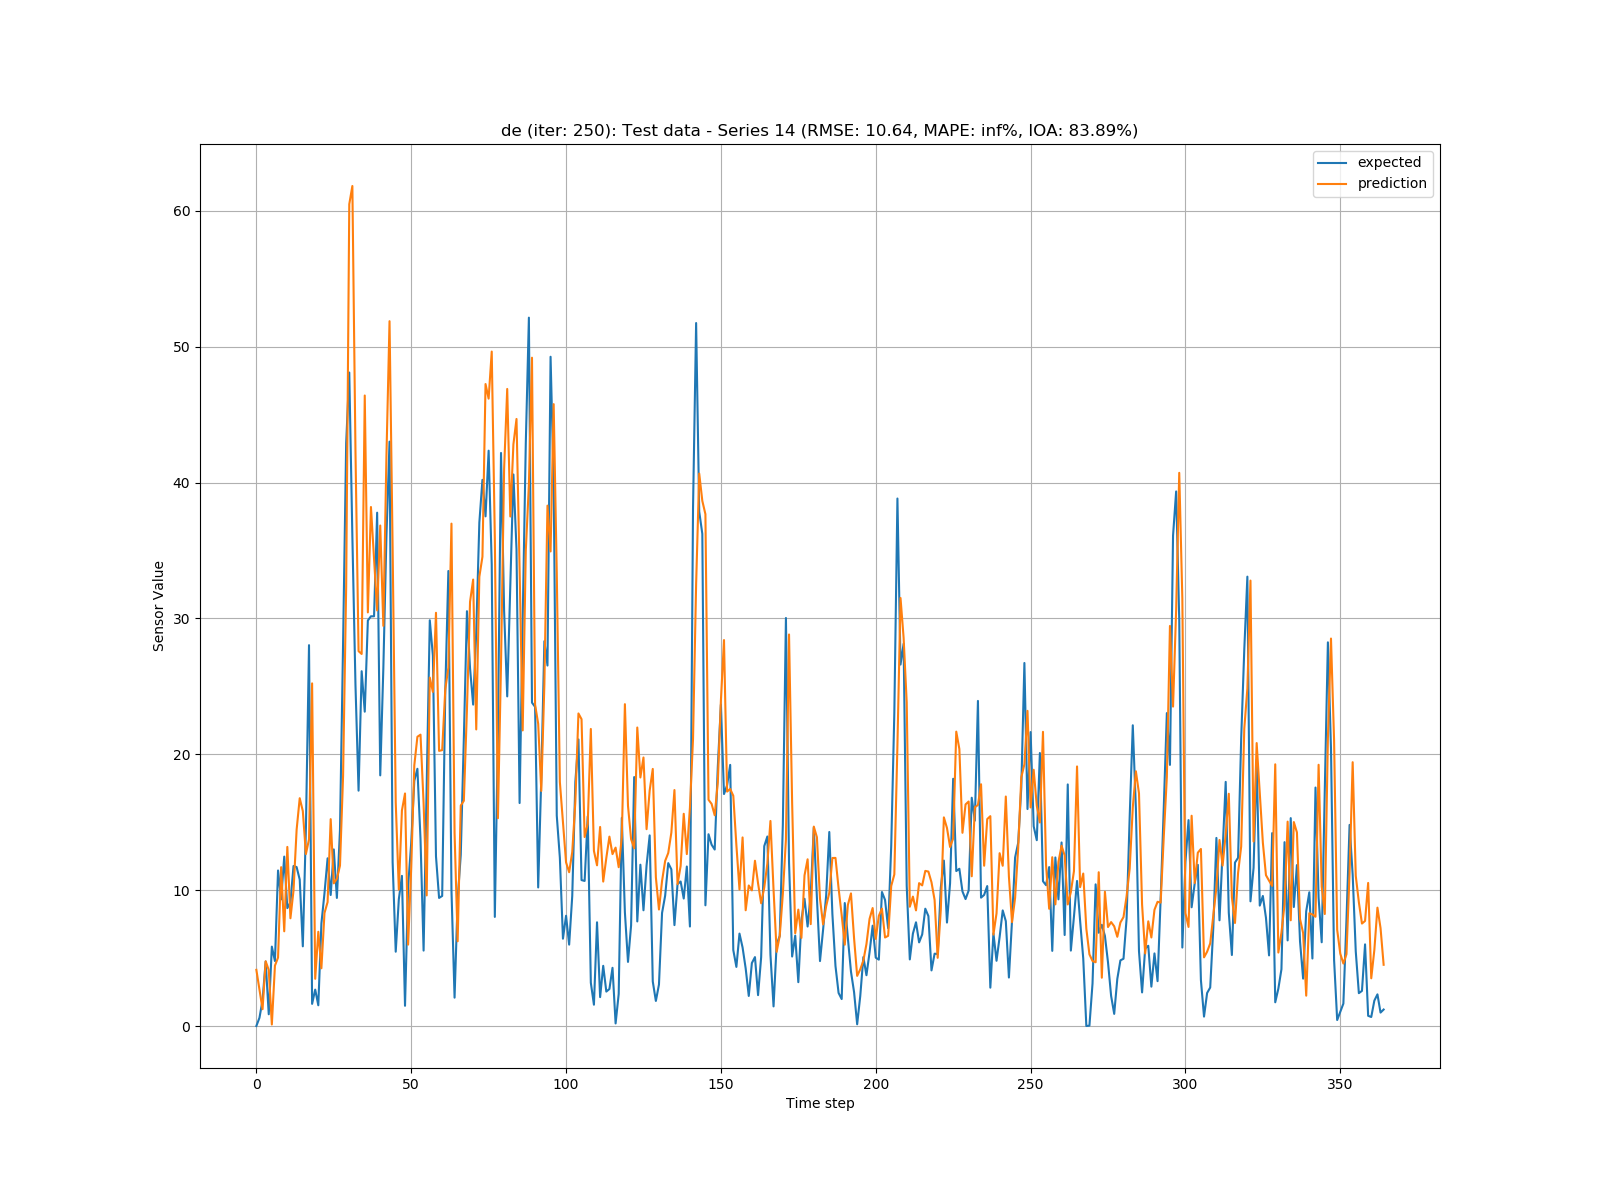 de (iter: 250): Test data - Series 14 (RMSE: 10.64, MAPE: inf%, IOA: 83.89%)
expected
prediction
60
50
40
30
20
10
0
Sensor Value
0 50 100 150 200 250 300 350
Time step